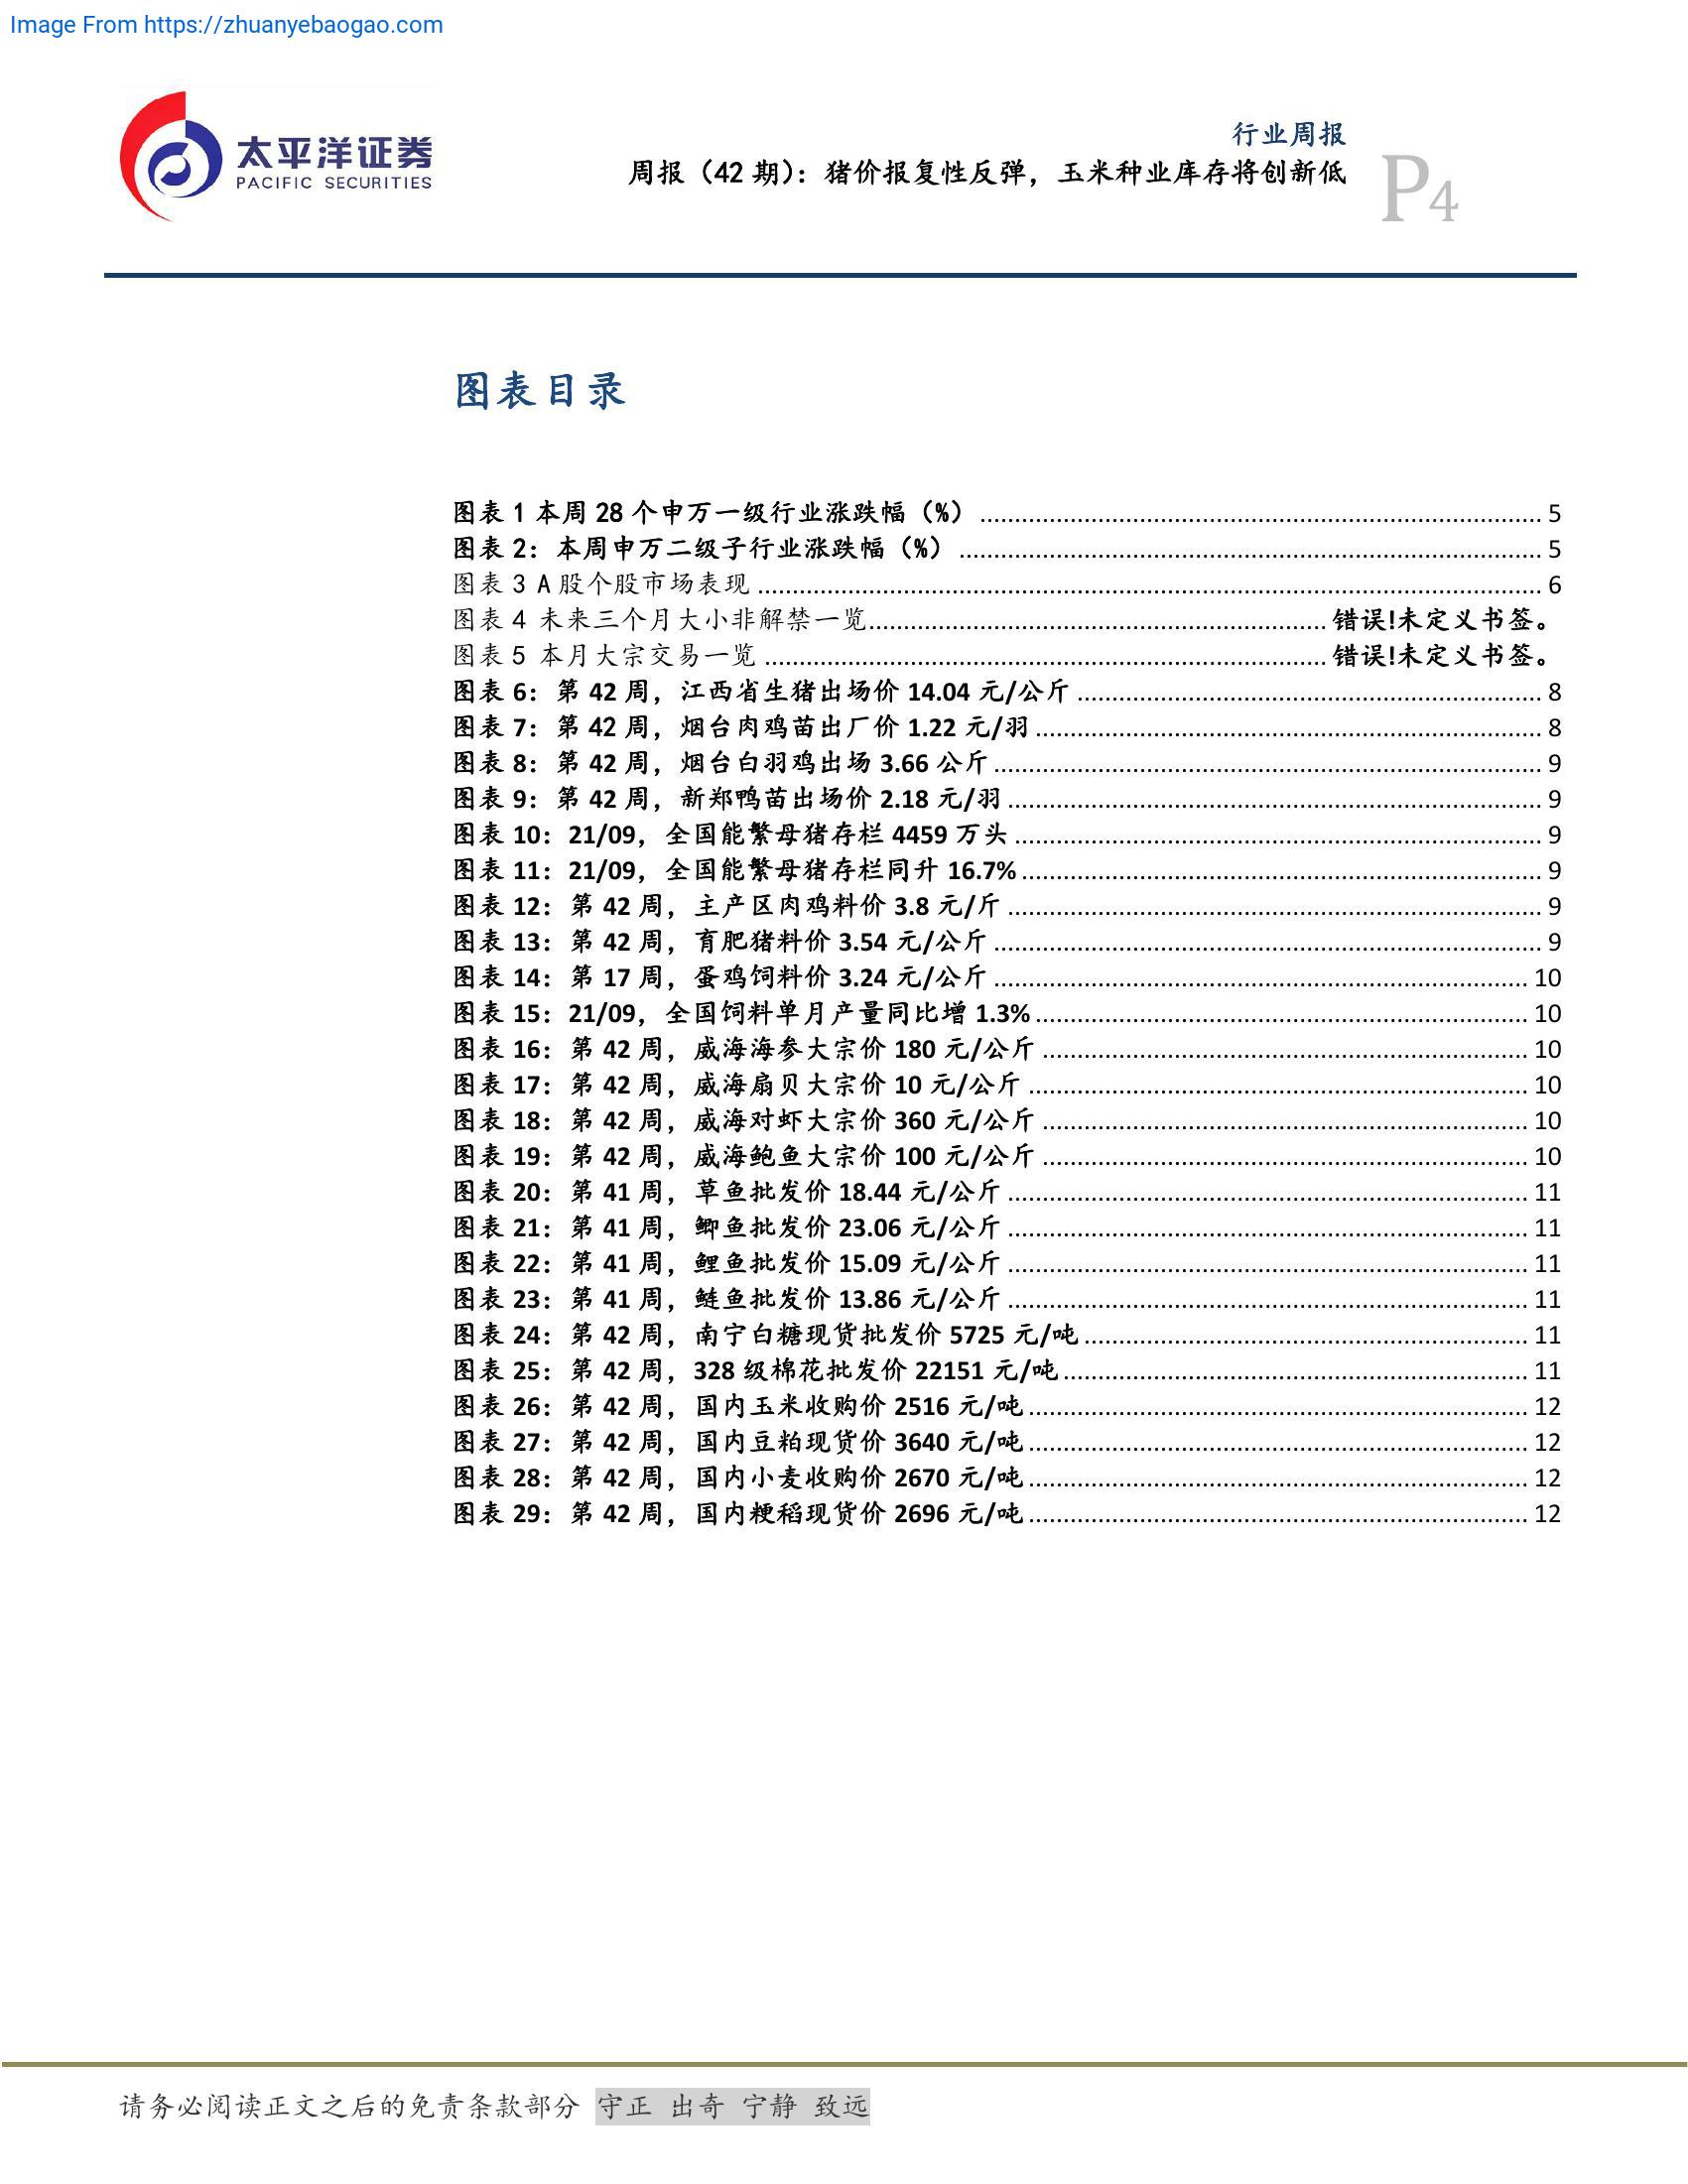 Image From https://zhuanyebaogao.com
太平洋证券
PACIFIC SECURITIES
行业周报
周报（42 期）：猪价报复性反弹，玉米种业库存将创新低
P4
图表目录
图表 1 本周 28 个申万一级行业涨跌幅（%） ........ 5
图表 2：本周申万二级子行业涨跌幅（%） ........ 5
图表 3 A 股个股市场表现 ........ 6
图表 4 未来三个月大小非解禁一览 ........ 错误!未定义书签。
图表 5 本月大宗交易一览 ........ 错误!未定义书签。
图表 6：第 42 周，江西省生猪出场价 14.04 元/公斤 ........ 8
图表 7：第 42 周，烟台肉鸡苗出厂价 1.22 元/羽 ........ 8
图表 8：第 42 周，烟台白羽鸡出场 3.66 公斤 ........ 9
图表 9：第 42 周，新郑鸭苗出场价 2.18 元/羽 ........ 9
图表 10：21/09，全国能繁母猪存栏 4459 万头 ........ 9
图表 11：21/09，全国能繁母猪存栏同升 16.7% ........ 9
图表 12：第 42 周，主产区肉鸡料价 3.8 元/斤 ........ 9
图表 13：第 42 周，育肥猪料价 3.54 元/公斤 ........ 9
图表 14：第 17 周，蛋鸡饲料价 3.24 元/公斤 ........ 10
图表 15：21/09，全国饲料单月产量同比增 1.3% ........ 10
图表 16：第 42 周，威海海参大宗价 180 元/公斤 ........ 10
图表 17：第 42 周，威海扇贝大宗价 10 元/公斤 ........ 10
图表 18：第 42 周，威海对虾大宗价 360 元/公斤 ........ 10
图表 19：第 42 周，威海鲍鱼大宗价 100 元/公斤 ........ 10
图表 20：第 41 周，草鱼批发价 18.44 元/公斤 ........ 11
图表 21：第 41 周，鲫鱼批发价 23.06 元/公斤 ........ 11
图表 22：第 41 周，鲤鱼批发价 15.09 元/公斤 ........ 11
图表 23：第 41 周，鲢鱼批发价 13.86 元/公斤 ........ 11
图表 24：第 42 周，南宁白糖现货批发价 5725 元/吨 ........ 11
图表 25：第 42 周，328 级棉花批发价 22151 元/吨 ........ 11
图表 26：第 42 周，国内玉米收购价 2516 元/吨 ........ 12
图表 27：第 42 周，国内豆粕现货价 3640 元/吨 ........ 12
图表 28：第 42 周，国内小麦收购价 2670 元/吨 ........ 12
图表 29：第 42 周，国内粳稻现货价 2696 元/吨 ........ 12
请务必阅读正文之后的免责条款部分 守正 出奇 宁静 致远